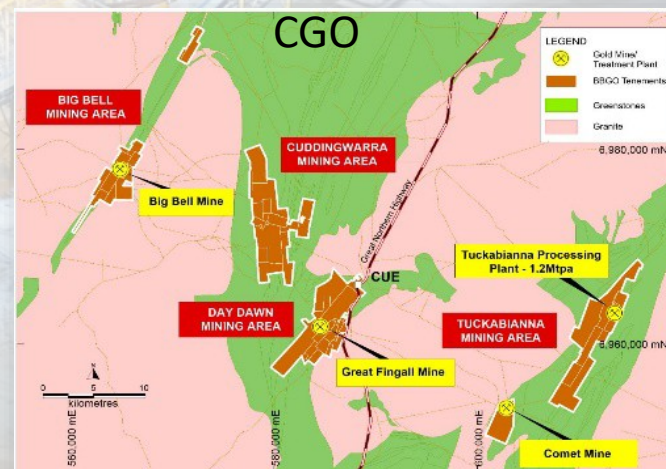 CGO
LEGEND
Gold Mine/
Treatment Plant
BBGO Tenements
Greenstones
Granite
BIG BELL
MINING AREA
CUDDINGWARRA
MINING AREA
6,980,000 mN
Big Bell Mine
Great Northern Highway
Tuckabianna Processing
Plant - 1.2Mtpa
CUE
DAY DAWN
MINING AREA
TUCKABIANNA
MINING AREA
6,960,000 mN
Great Fingall Mine
N
0 5 10
kilometres
560,000 mE
580,000 mE
600,000 mE
Comet Mine